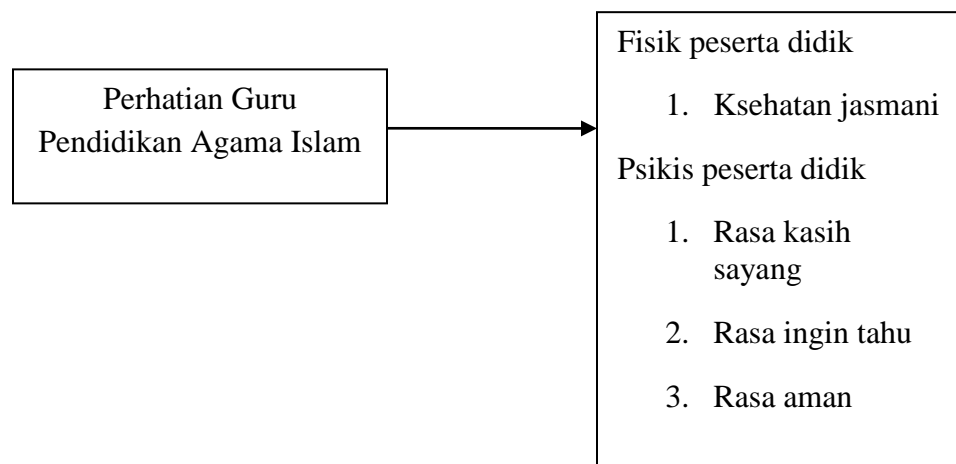 Perhatian Guru
Pendidikan Agama Islam
Fisik peserta didik
1. Ksehatan jasmani
Psikis peserta didik
1. Rasa kasih
sayang
2. Rasa ingin tahu
3. Rasa aman